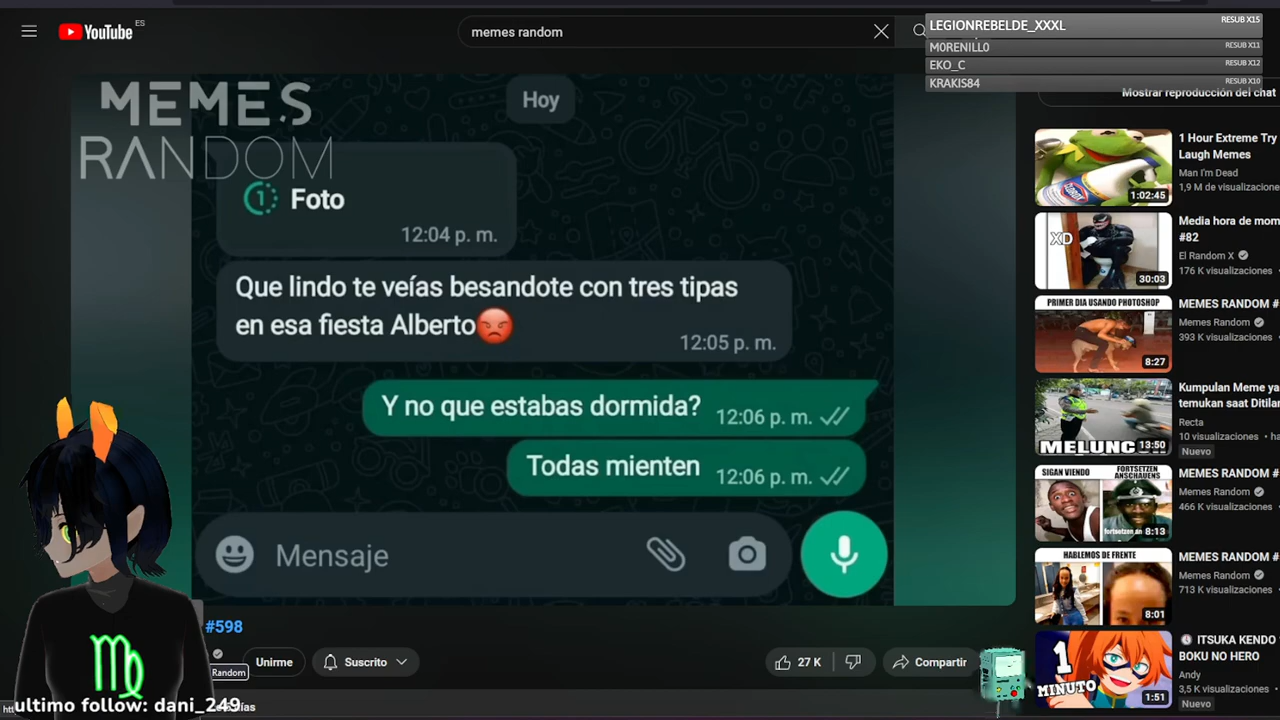 YouTube ES
memes random
LEGIONREBELDE_XXXL RESUB X15
M0RENILL0 RESUB X11
EKO_C RESUB X12
KRAKIS84 RESUB X10
Mostrar reproducción del chat
MEMES
RANDOM
Hoy
1 Foto
12:04 p. m.
Que lindo te veías besandote con tres tipas
en esa fiesta Alberto
12:05 p. m.
Y no que estabas dormida? 12:06 p. m.
Todas mienten 12:06 p. m.
Mensaje
#598
Random
Unirme
Suscrito
27 K
Compartir
ultimo follow: dani_249
1:02:45
1 Hour Extreme Try
Laugh Memes
Man I'm Dead
1,9 M de visualizacione
XD
30:03
Media hora de mom
#82
El Random X
176 K visualizaciones
PRIMER DIA USANDO PHOTOSHOP
8:27
MEMES RANDOM #
Memes Random
393 K visualizaciones
MELUNC
13:50
Kumpulan Meme ya
temukan saat Ditilar
Recta
10 visualizaciones • ha
Nuevo
SIGAN VIENDO
FORTSETZEN
ANSCHAUENS
fortsetzen an
8:13
MEMES RANDOM #
Memes Random
466 K visualizaciones
HABLEMOS DE FRENTE
8:01
MEMES RANDOM #
Memes Random
713 K visualizaciones
1
MINUTO
1:51
ITSUKA KENDO
BOKU NO HERO
Andy
3,5 K visualizaciones •
Nuevo